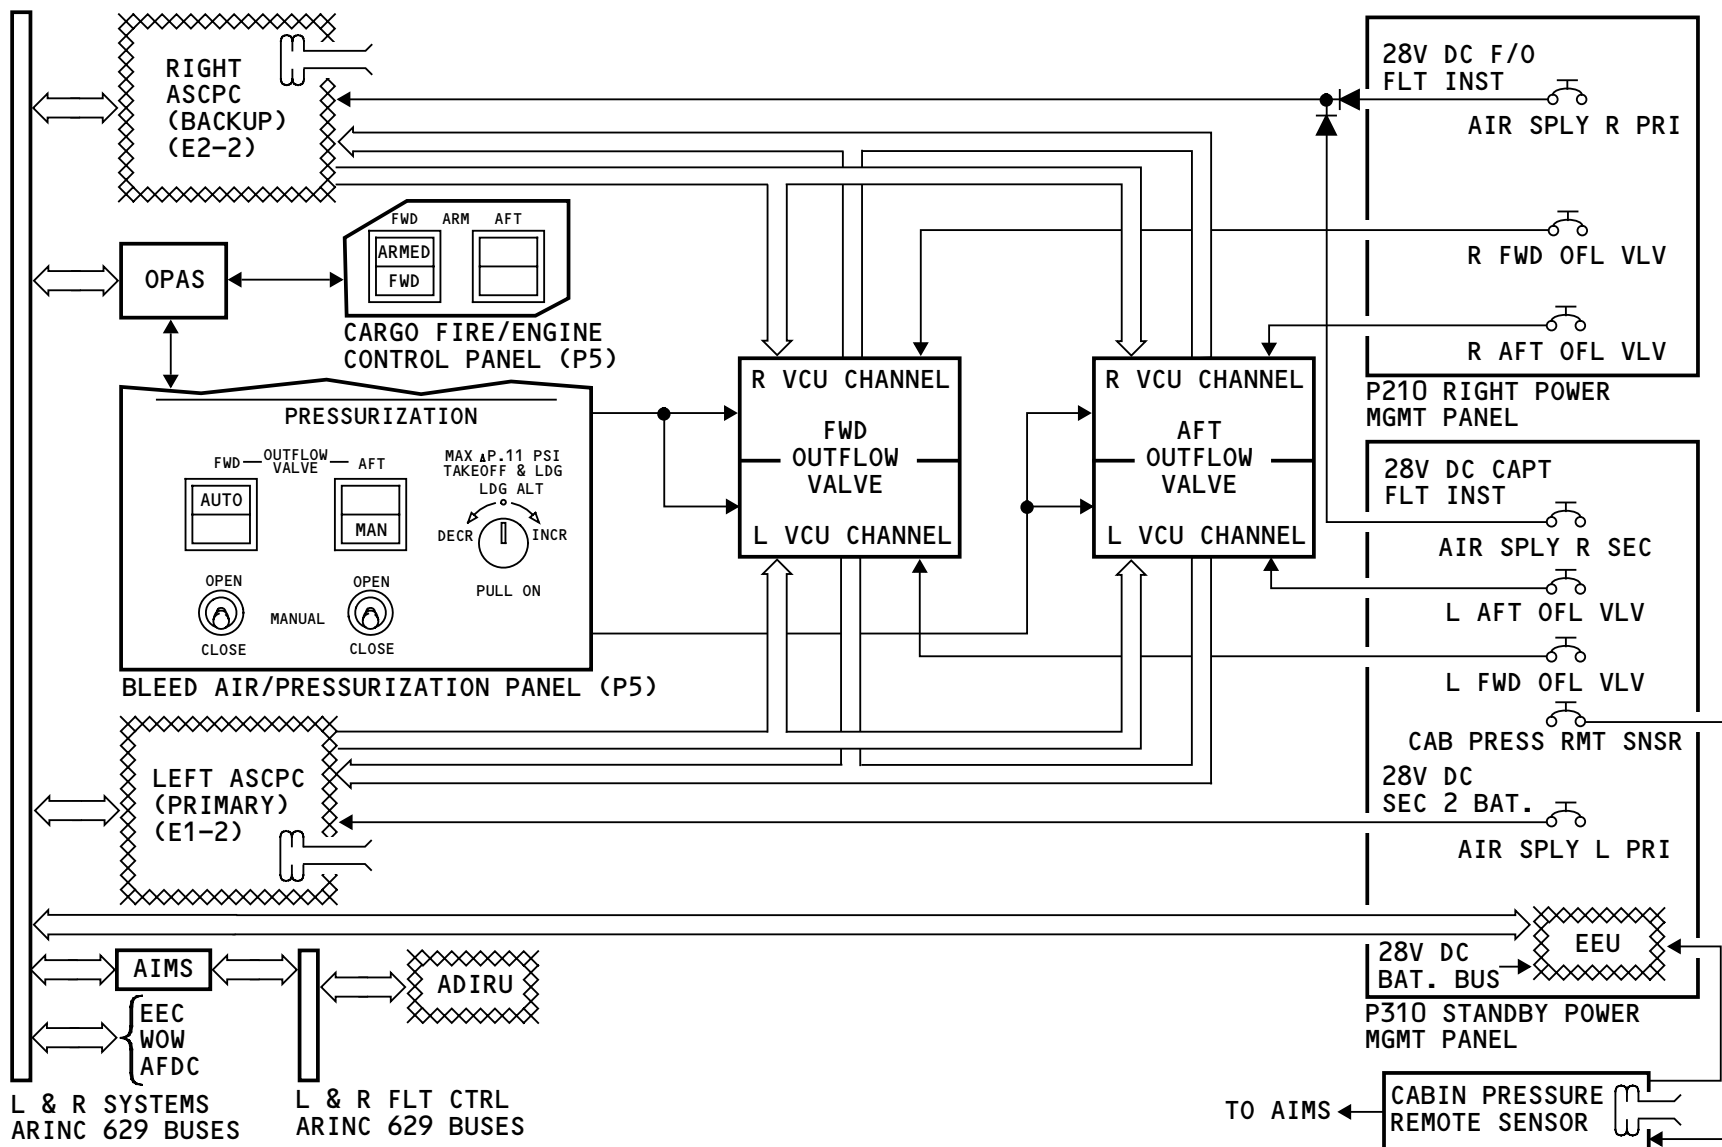 RIGHT
ASCPC
(BACKUP)
(E2-2)
28V DC F/O
FLT INST
AIR SPLY R PRI
R FWD OFL VLV
R AFT OFL VLV
P210 RIGHT POWER
MGMT PANEL
OPAS
FWD ARM AFT
ARMED
FWD
CARGO FIRE/ENGINE
CONTROL PANEL (P5)
PRESSURIZATION
FWD OUTFLOW VALVE AFT
AUTO
MAN
MAX ΔP.11 PSI
TAKEOFF & LDG
LDG ALT
DECR INCR
PULL ON
OPEN OPEN
MANUAL
CLOSE CLOSE
BLEED AIR/PRESSURIZATION PANEL (P5)
R VCU CHANNEL
FWD
OUTFLOW
VALVE
L VCU CHANNEL
R VCU CHANNEL
AFT
OUTFLOW
VALVE
L VCU CHANNEL
28V DC CAPT
FLT INST
AIR SPLY R SEC
L AFT OFL VLV
L FWD OFL VLV
CAB PRESS RMT SNSR
28V DC
SEC 2 BAT.
AIR SPLY L PRI
EEU
28V DC
BAT. BUS
P310 STANDBY POWER
MGMT PANEL
LEFT ASCPC
(PRIMARY)
(E1-2)
AIMS
ADIRU
EEC
WOW
AFDC
L & R SYSTEMS
ARINC 629 BUSES
L & R FLT CTRL
ARINC 629 BUSES
TO AIMS
CABIN PRESSURE
REMOTE SENSOR